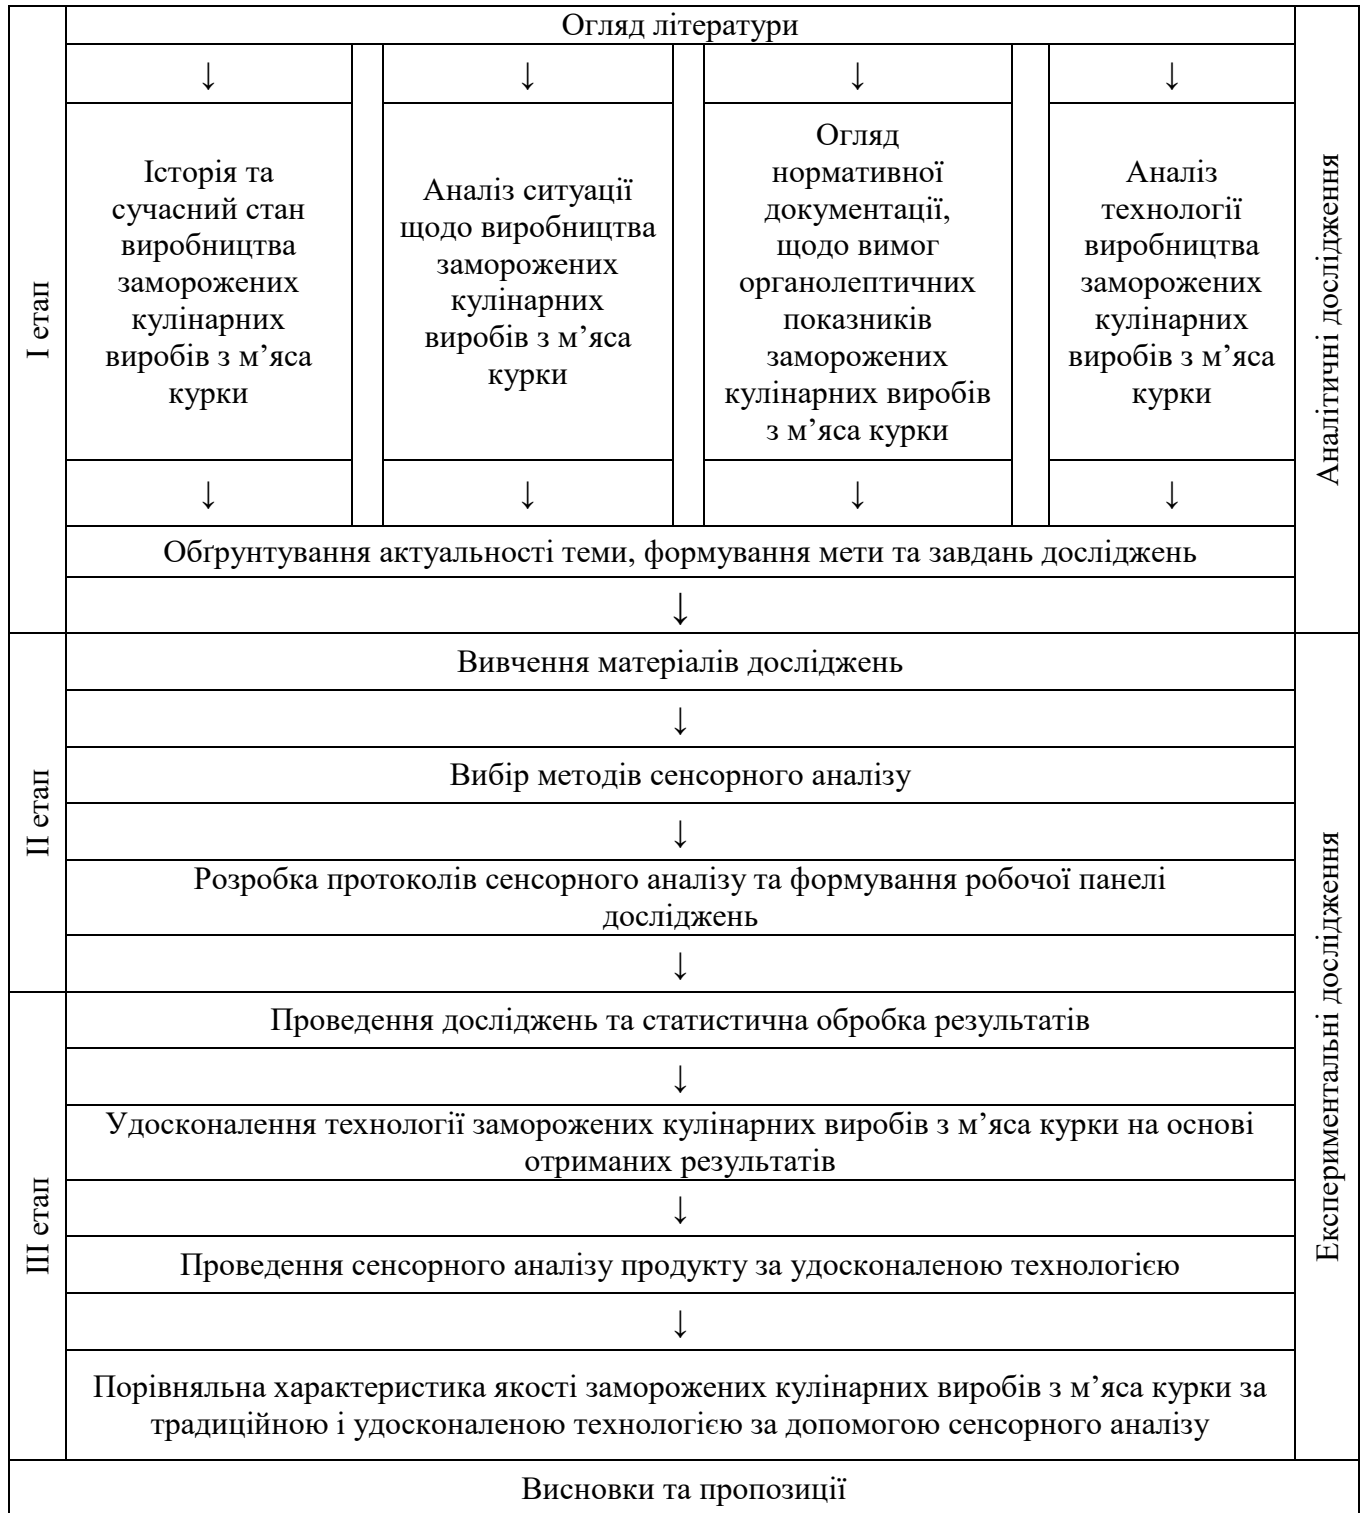 Огляд літератури
↓ ↓ ↓ ↓
Історія та
сучасний стан
виробництва
заморожених
кулінарних
виробів з м’яса
курки
Аналіз ситуації
щодо виробництва
заморожених
кулінарних
виробів з м’яса
курки
Огляд
нормативної
документації,
щодо вимог
органолептичних
показників
заморожених
кулінарних виробів
з м’яса курки
Аналіз
технології
виробництва
заморожених
кулінарних
виробів з м’яса
курки
↓ ↓ ↓ ↓
Обґрунтування актуальності теми, формування мети та завдань досліджень
↓
І етап
Аналітичні дослідження
Вивчення матеріалів досліджень
↓
Вибір методів сенсорного аналізу
↓
Розробка протоколів сенсорного аналізу та формування робочої панелі
досліджень
↓
ІІ етап
Проведення досліджень та статистична обробка результатів
↓
Удосконалення технології заморожених кулінарних виробів з м’яса курки на основі
отриманих результатів
↓
Проведення сенсорного аналізу продукту за удосконаленою технологією
↓
Порівняльна характеристика якості заморожених кулінарних виробів з м’яса курки за
традиційною і удосконаленою технологією за допомогою сенсорного аналізу
ІІІ етап
Експериментальні дослідження
Висновки та пропозиції